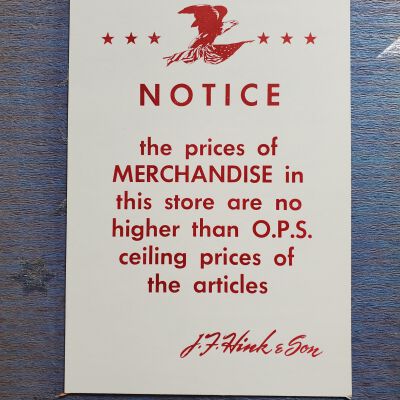 NOTICE
the prices of
MERCHANDISE in
this store are no
higher than O.P.S.
ceiling prices of
the articles
J.F. Hink & Son